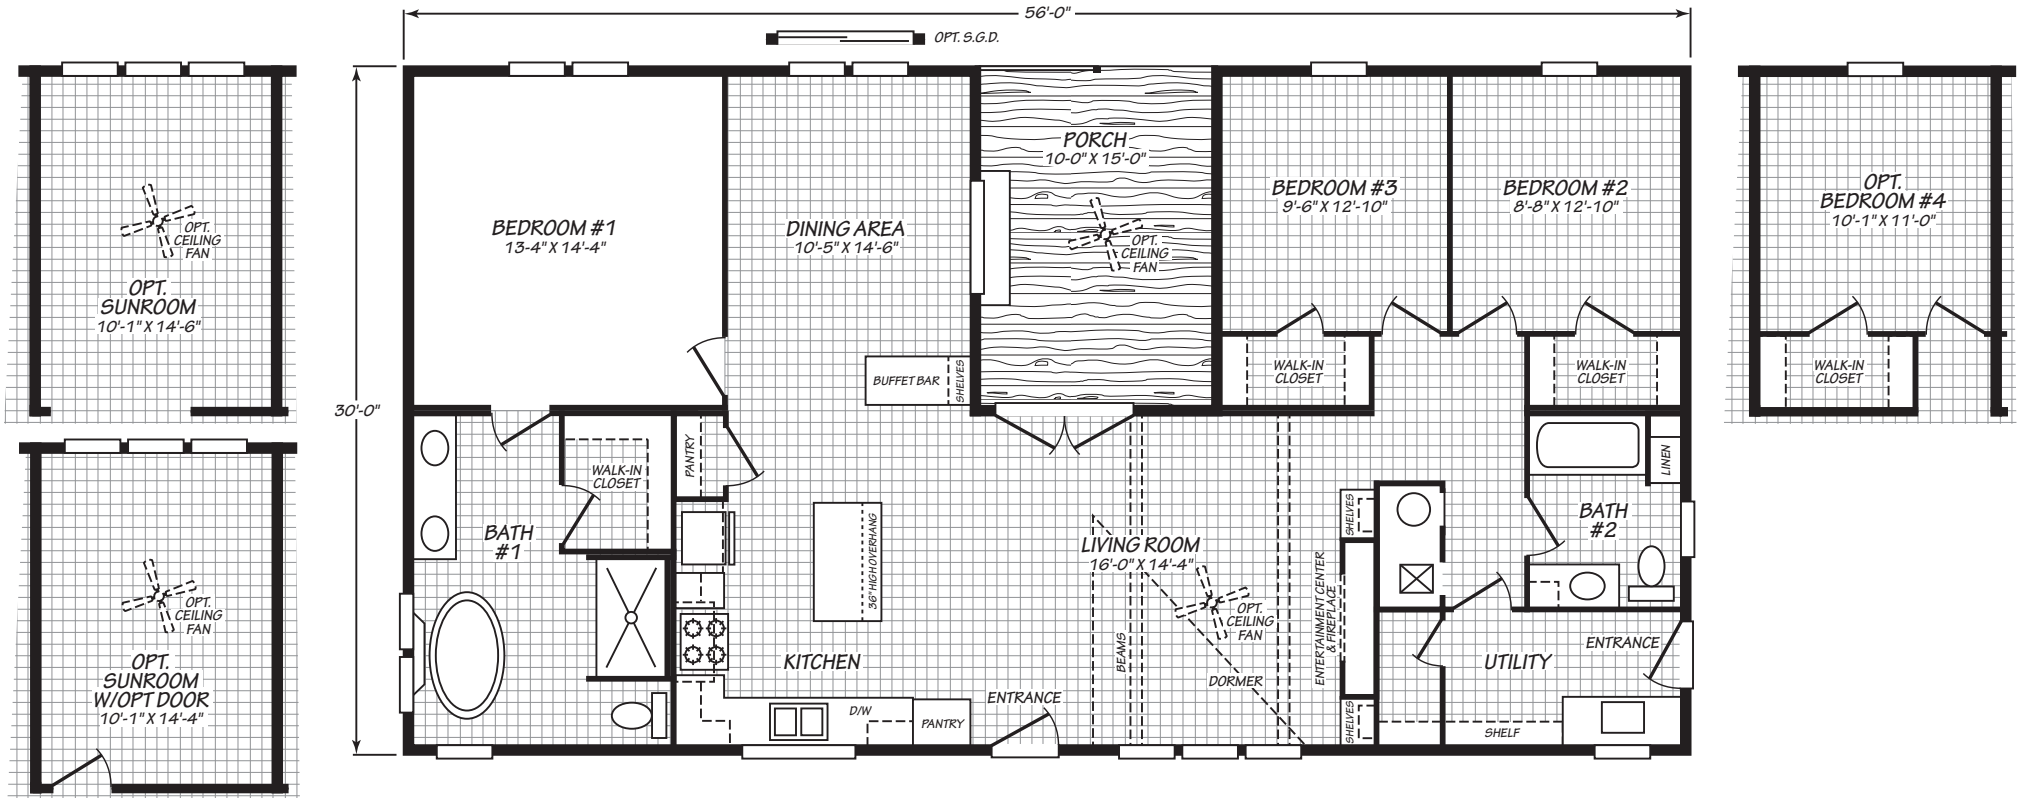 56'-0"
OPT. S.G.D.
30'-0"
OPT.
CEILING
FAN
OPT.
SUNROOM
10'-1" X 14'-6"
OPT.
CEILING
FAN
OPT.
SUNROOM
W/OPT DOOR
10'-1" X 14'-4"
BEDROOM #1
13-4" X 14'-4"
DINING AREA
10'-5" X 14'-6"
BUFFET BAR
SHELVES
PORCH
10-0" X 15'-0"
OPT.
CEILING
FAN
BEDROOM #3
9'-6" X 12'-10"
WALK-IN
CLOSET
BEDROOM #2
8'-8" X 12'-10"
WALK-IN
CLOSET
OPT.
BEDROOM #4
10'-1" X 11'-0"
WALK-IN
CLOSET
BATH
#1
WALK-IN
CLOSET
PANTRY
36" HIGH OVERHANG
KITCHEN
D/W
PANTRY
ENTRANCE
LIVING ROOM
16'-0" X 14'-4"
OPT.
CEILING
FAN
BEAMS
DORMER
SHELVES
ENTERTAINMENT CENTER
& FIREPLACE
SHELVES
LINEN
BATH
#2
ENTRANCE
UTILITY
SHELF